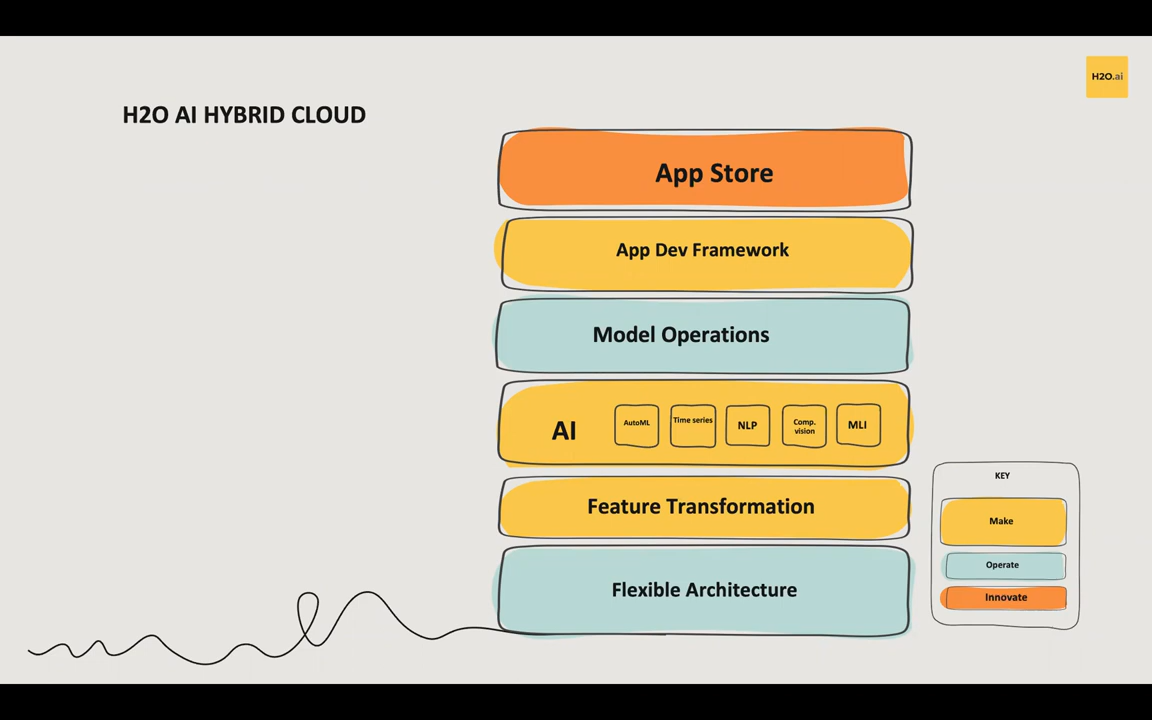 H2O.ai
H2O AI HYBRID CLOUD
App Store
App Dev Framework
Model Operations
AI
AutoML
Time series
NLP
Comp.
vision
MLI
Feature Transformation
Flexible Architecture
KEY
Make
Operate
Innovate